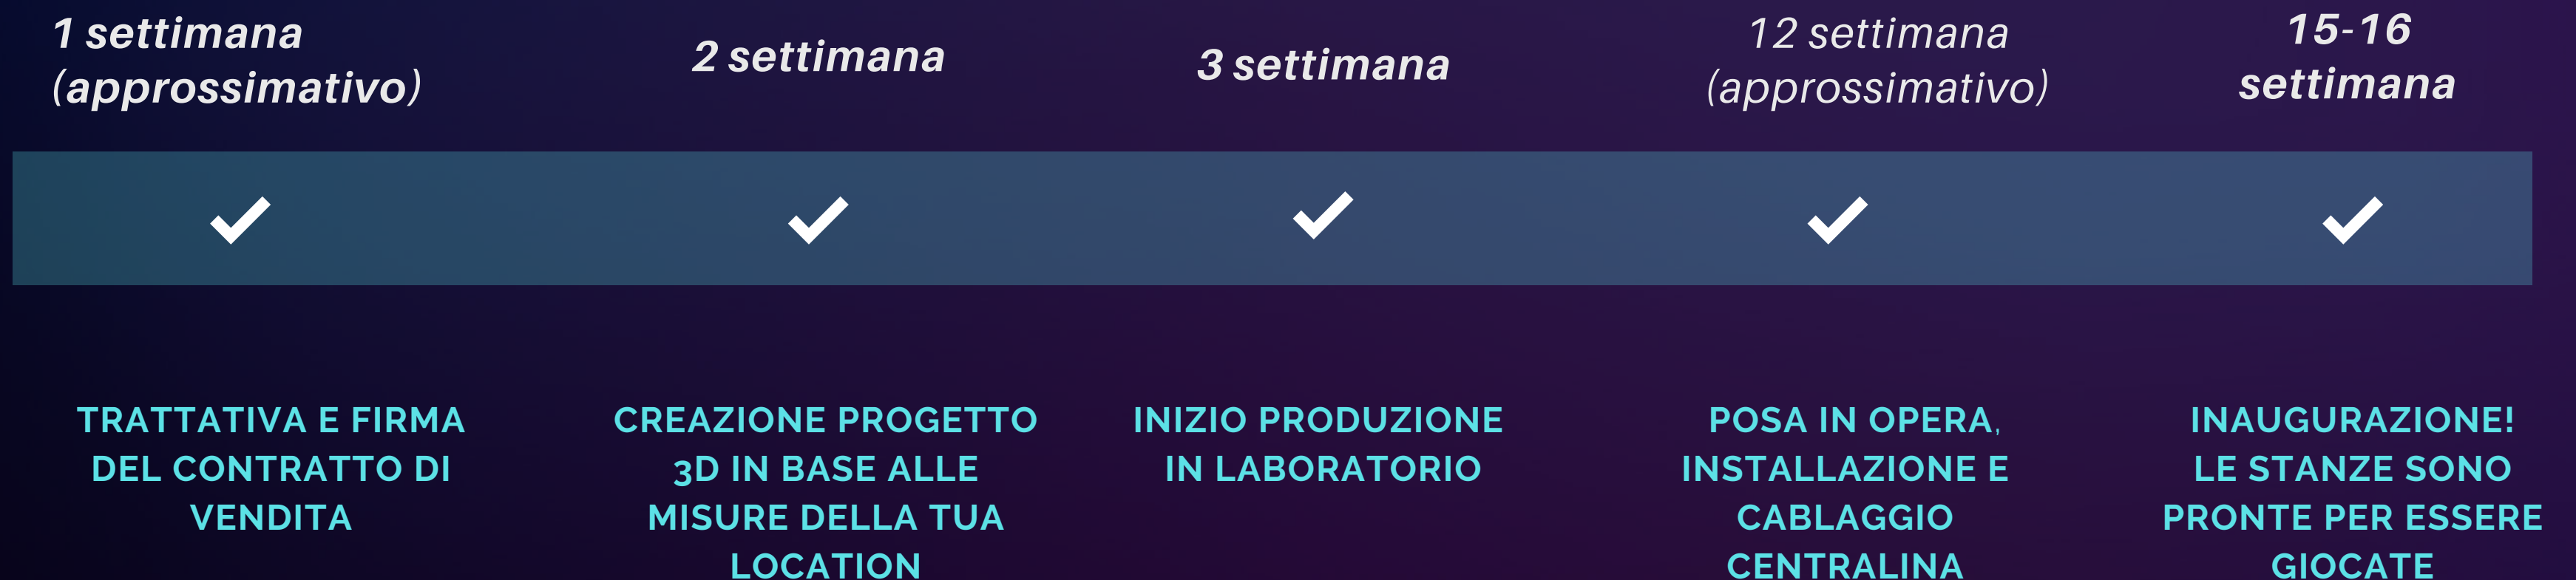 1 settimana
(approssimativo)
2 settimana
3 settimana
12 settimana
(approssimativo)
15-16
settimana
TRATTATIVA E FIRMA
DEL CONTRATTO DI
VENDITA
CREAZIONE PROGETTO
3D IN BASE ALLE
MISURE DELLA TUA
LOCATION
INIZIO PRODUZIONE
IN LABORATORIO
POSA IN OPERA,
INSTALLAZIONE E
CABLAGGIO
CENTRALINA
INAUGURAZIONE!
LE STANZE SONO
PRONTE PER ESSERE
GIOCATE